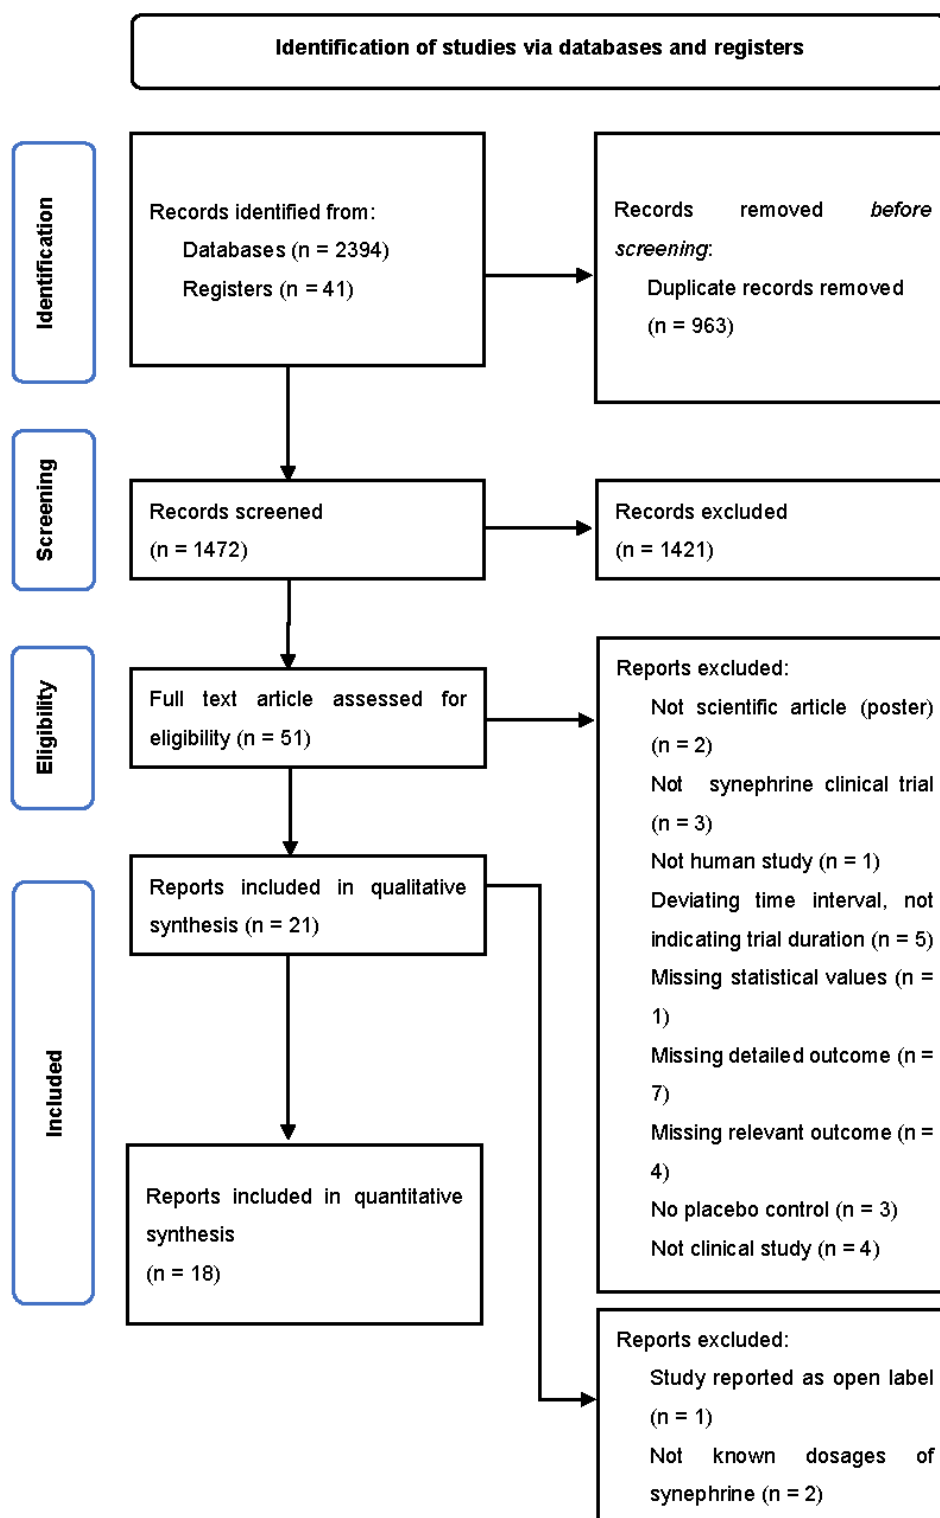 Identification of studies via databases and registers
Identification
Records identified from:
Databases (n = 2394)
Registers (n = 41)
Records removed before
screening:
Duplicate records removed
(n = 963)
Screening
Records screened
(n = 1472)
Records excluded
(n = 1421)
Eligibility
Full text article assessed for
eligibility (n = 51)
Reports excluded:
Not scientific article (poster)
(n = 2)
Not synephrine clinical trial
(n = 3)
Not human study (n = 1)
Deviating time interval, not
indicating trial duration (n = 5)
Missing statistical values (n =
1)
Missing detailed outcome (n =
7)
Missing relevant outcome (n =
4)
No placebo control (n = 3)
Not clinical study (n = 4)
Included
Reports included in qualitative
synthesis (n = 21)
Reports included in quantitative
synthesis
(n = 18)
Reports excluded:
Study reported as open label
(n = 1)
Not known dosages of
synephrine (n = 2)